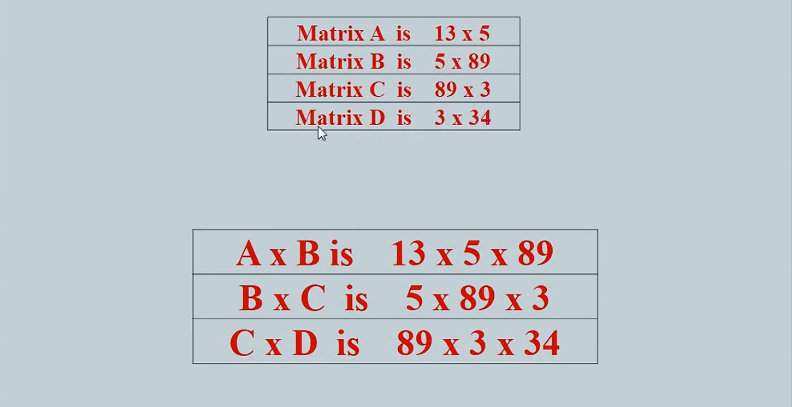 Matrix A is 13 x 5
Matrix B is 5 x 89
Matrix C is 89 x 3
Matrix D is 3 x 34
A x B is 13 x 5 x 89
B x C is 5 x 89 x 3
C x D is 89 x 3 x 34